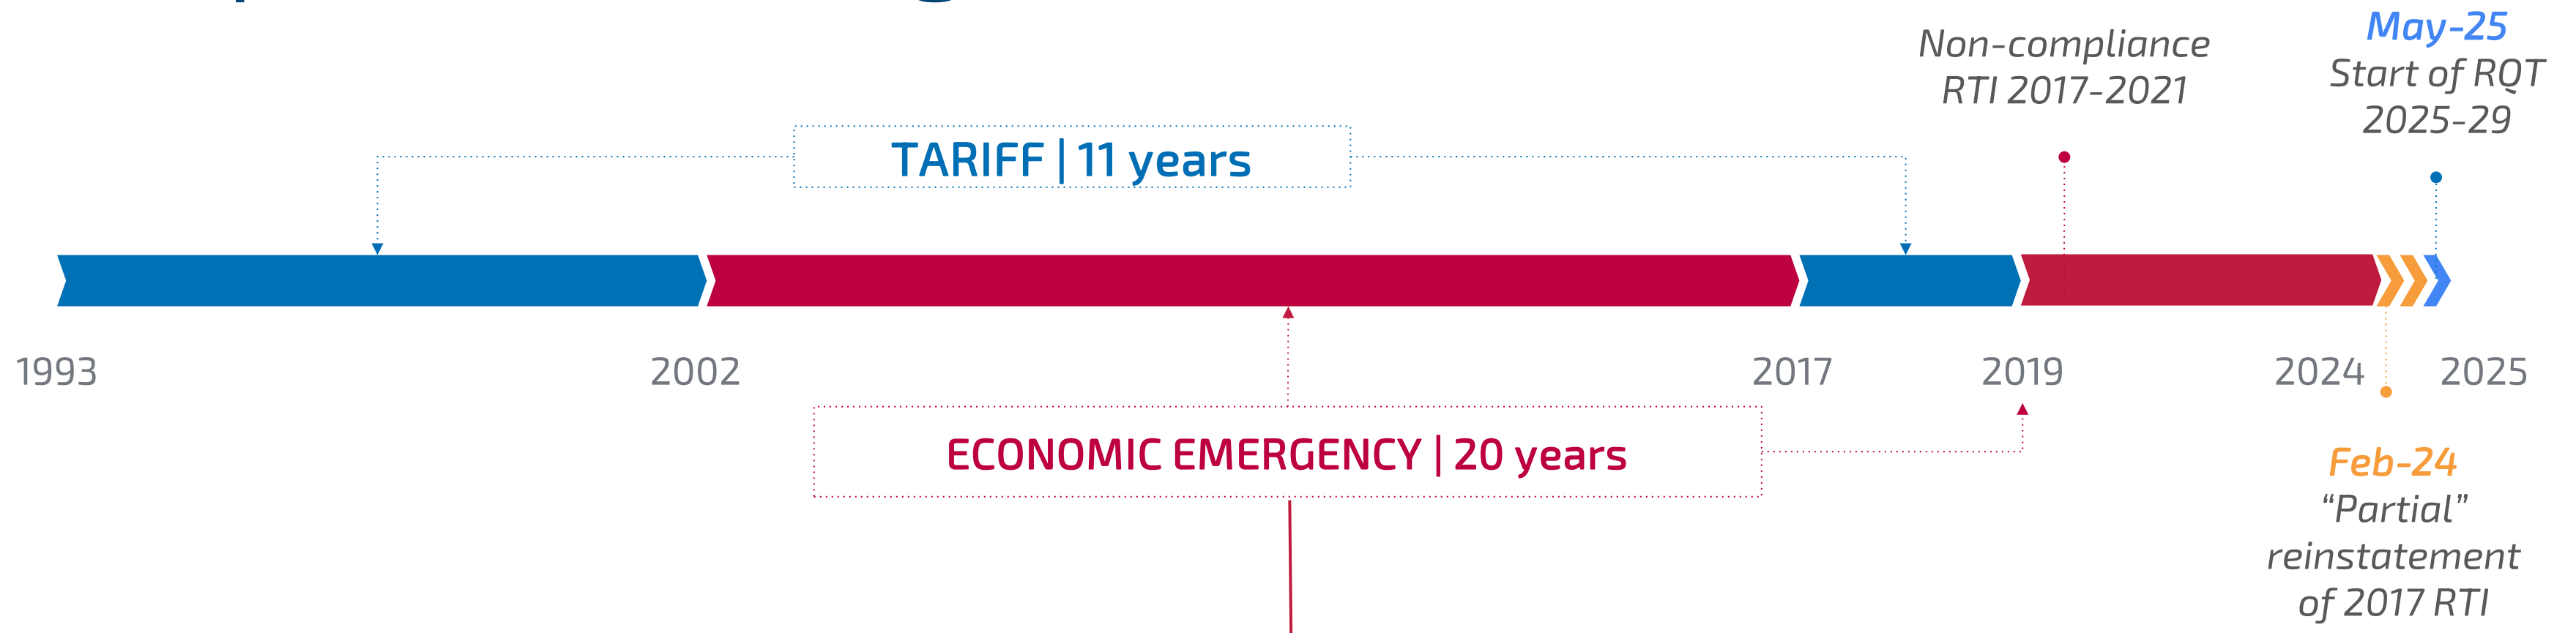 Non-compliance
RTI 2017-2021
May-25
Start of RQT
2025-29
TARIFF | 11 years
1993
2002
2017
2019
2024
2025
ECONOMIC EMERGENCY | 20 years
Feb-24
“Partial”
reinstatement
of 2017 RTI